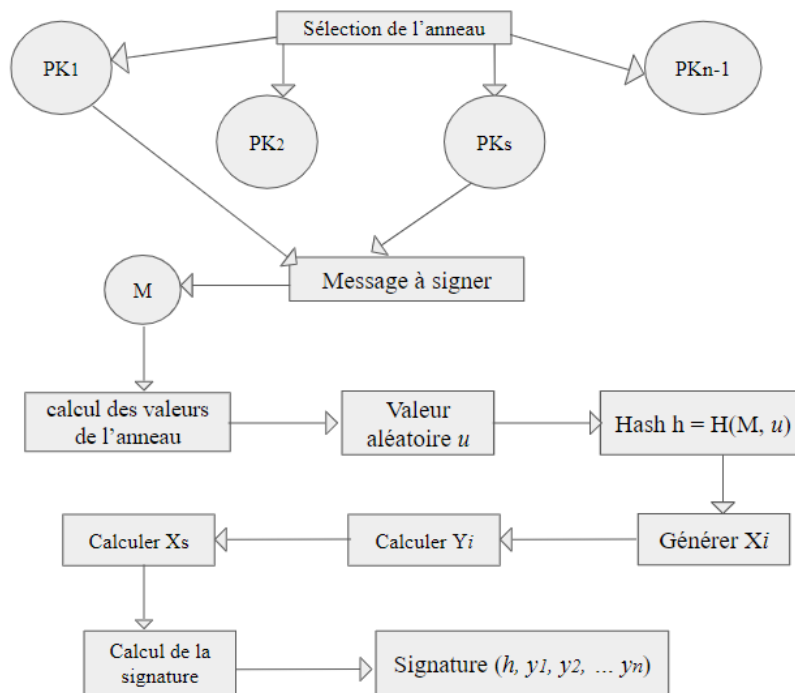 Sélection de l'anneau
PK1
PK2
PKs
PKn-1
Message à signer
M
calcul des valeurs
de l'anneau
Valeur
aléatoire u
Hash h = H(M, u)
Calculer Xs
Calculer Yi
Générer Xi
Calcul de la
signature
Signature (h, y1, y2, ... yn)